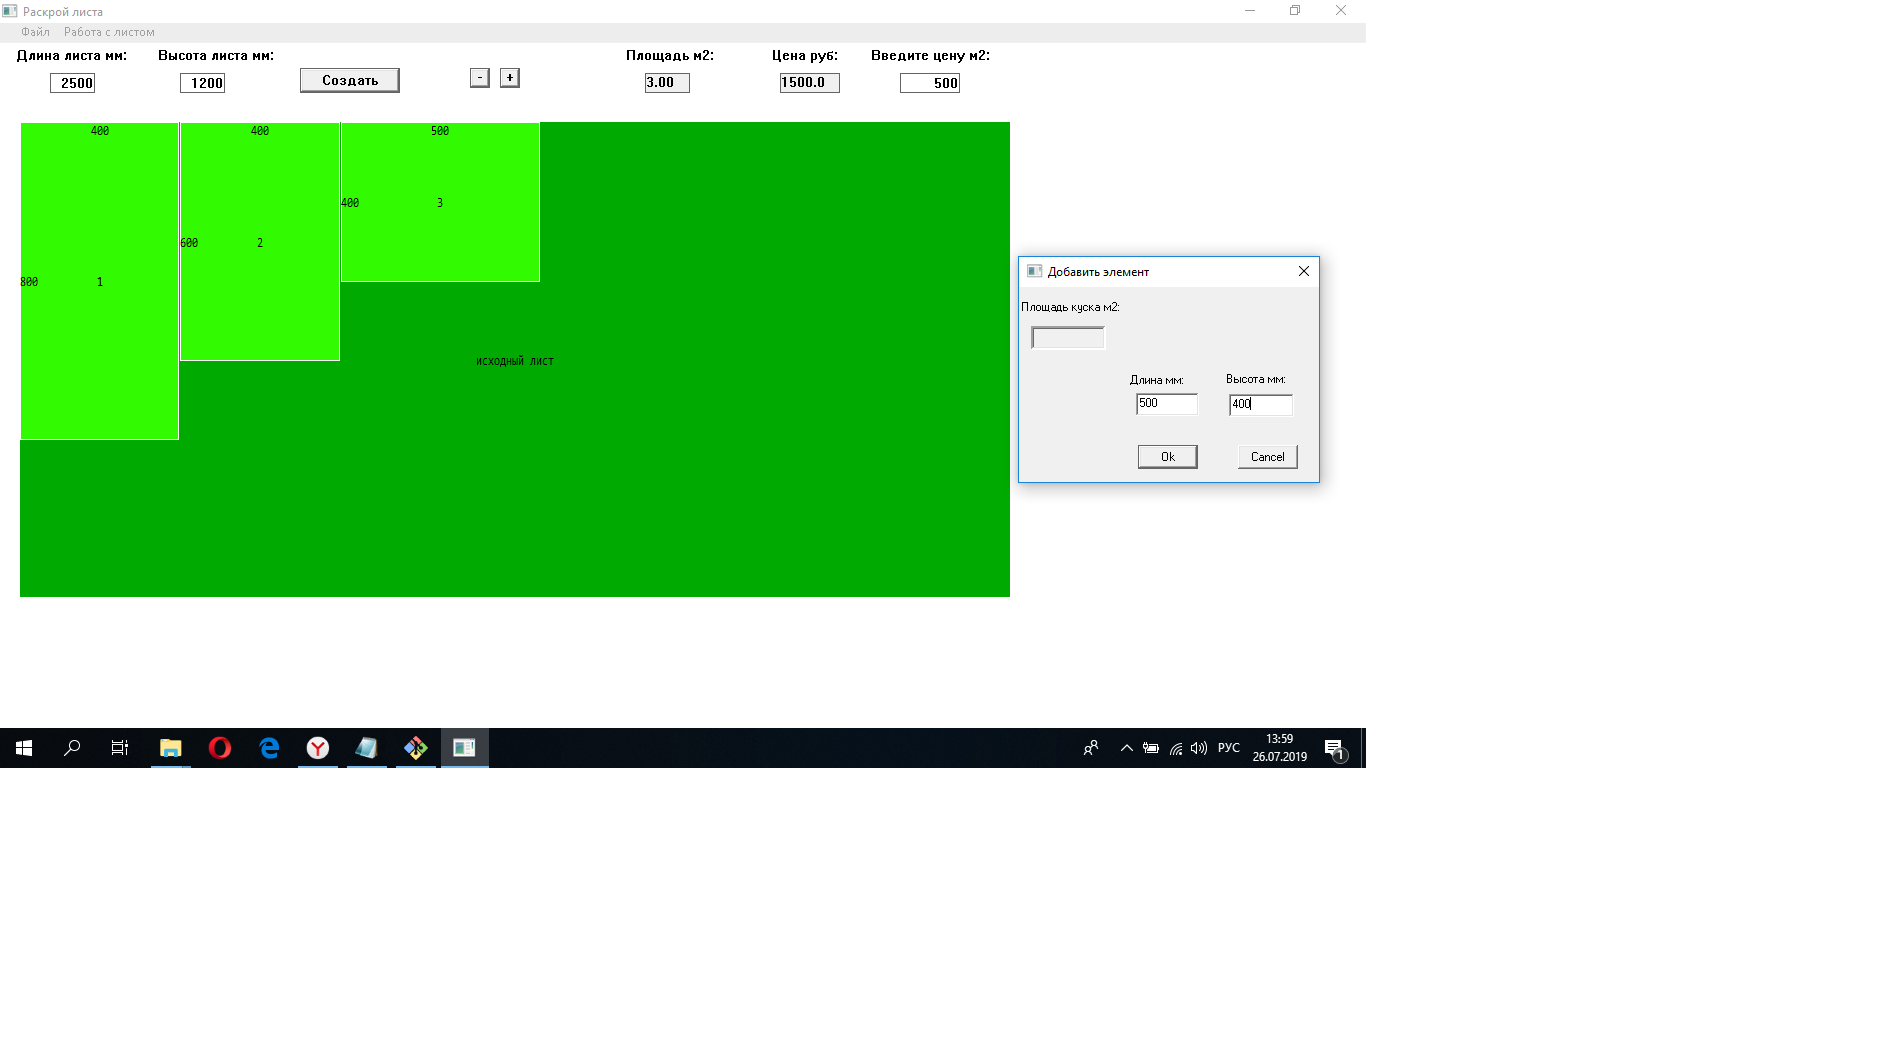 Раскрой листа
Файл Работа с листом
Длина листа мм: Высота листа мм: Площадь м2: Цена руб: Введите цену м2:
2500 1200 Создать - + 3.00 1500.0 500
400 400 500
400 3
600 2
800 1
исходный лист
Добавить элемент
Площадь куска м2:
Длина мм: Высота мм:
500 400
Ok Cancel
РУС 13:59
26.07.2019 1